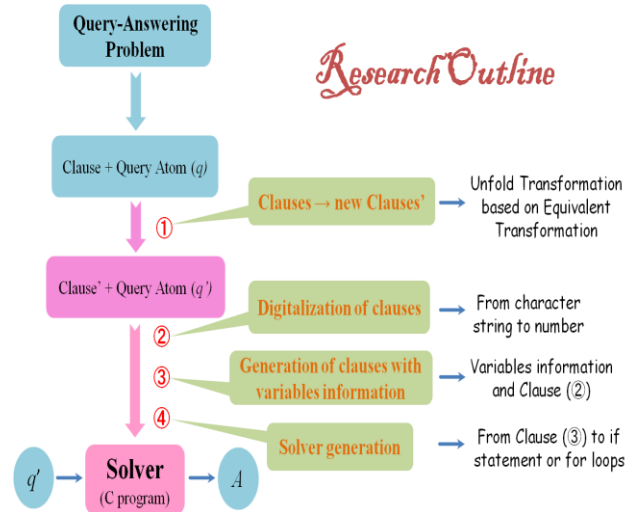 Query-Answering
Problem
Research Outline
Clause + Query Atom (q)
①
Clauses → new Clauses’
Unfold Transformation
based on Equivalent
Transformation
Clause’ + Query Atom (q’)
②
Digitalization of clauses
From character
string to number
③
Generation of clauses with
variables information
Variables information
and Clause (②)
④
Solver generation
From Clause (③) to if
statement or for loops
q’
Solver
(C program)
A